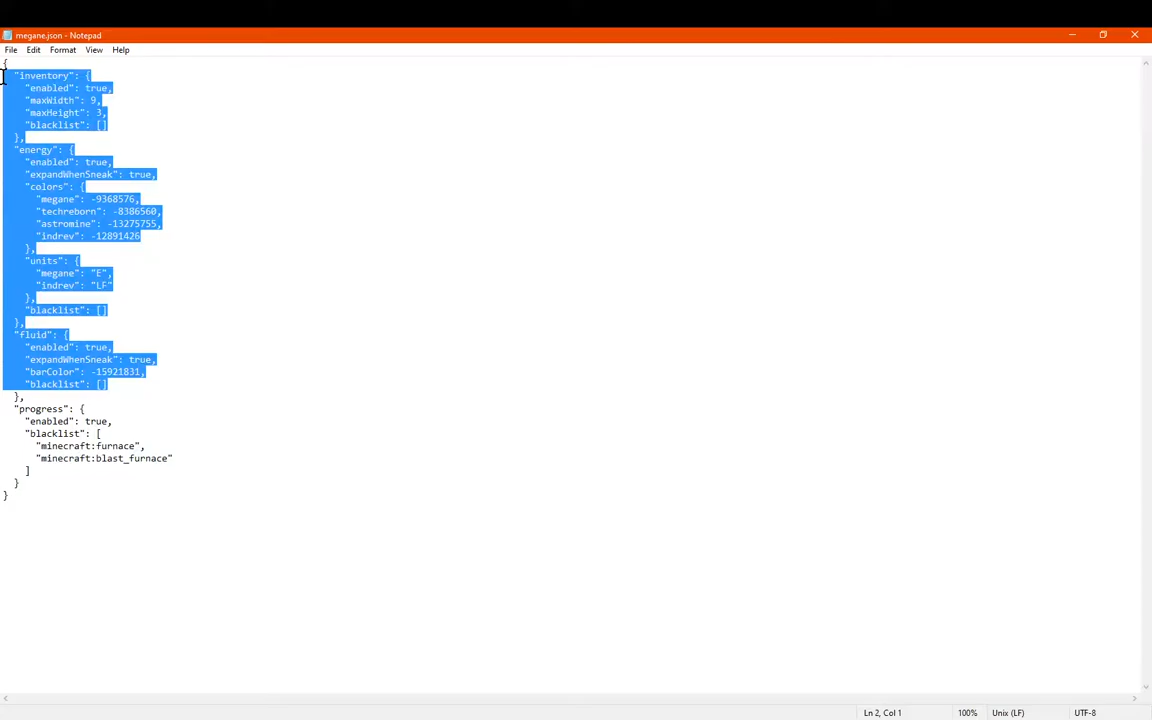 megane.json - Notepad
File Edit Format View Help
{
  "inventory": {
    "enabled": true,
    "maxWidth": 9,
    "maxHeight": 3,
    "blacklist": []
  },
  "energy": {
    "enabled": true,
    "expandWhenSneak": true,
    "colors": {
      "megane": -9368576,
      "techreborn": -8386560,
      "astromine": -13275755,
      "indrev": -12891426
    },
    "units": {
      "megane": "E",
      "indrev": "LF"
    },
    "blacklist": []
  },
  "fluid": {
    "enabled": true,
    "expandWhenSneak": true,
    "barColor": -15921831,
    "blacklist": []
  },
  "progress": {
    "enabled": true,
    "blacklist": [
      "minecraft:furnace",
      "minecraft:blast_furnace"
    ]
  }
}
Ln 2, Col 1 100% Unix (LF) UTF-8